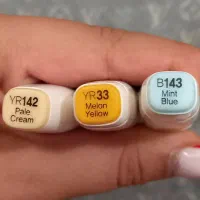 YR142
Pale
Cream
YR33
Melon
Yellow
B143
Mint
Blue